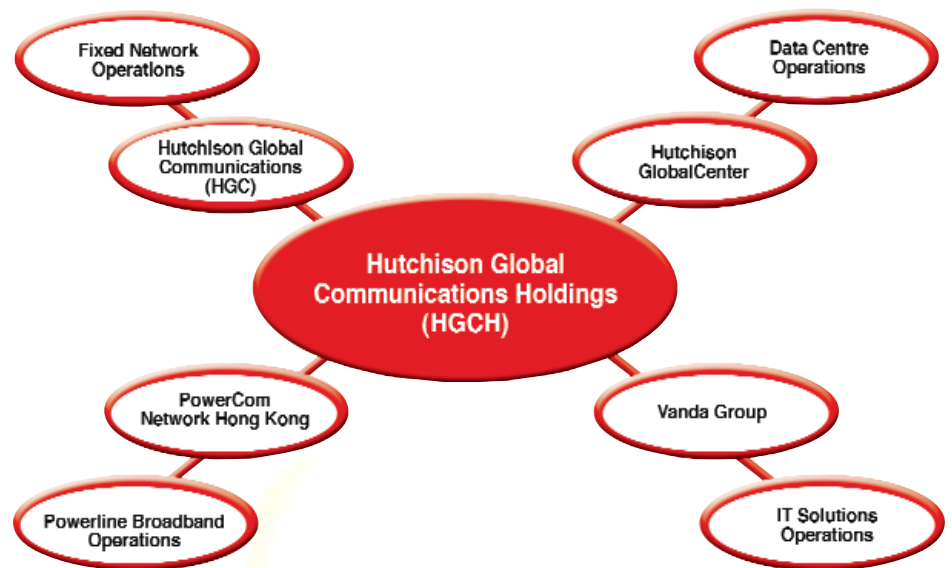 Fixed Network
Operations
Data Centre
Operations
Hutchison Global
Communications
(HGC)
Hutchison
GlobalCenter
Hutchison Global
Communications Holdings
(HGCH)
PowerCom
Network Hong Kong
Vanda Group
Powerline Broadband
Operations
IT Solutions
Operations